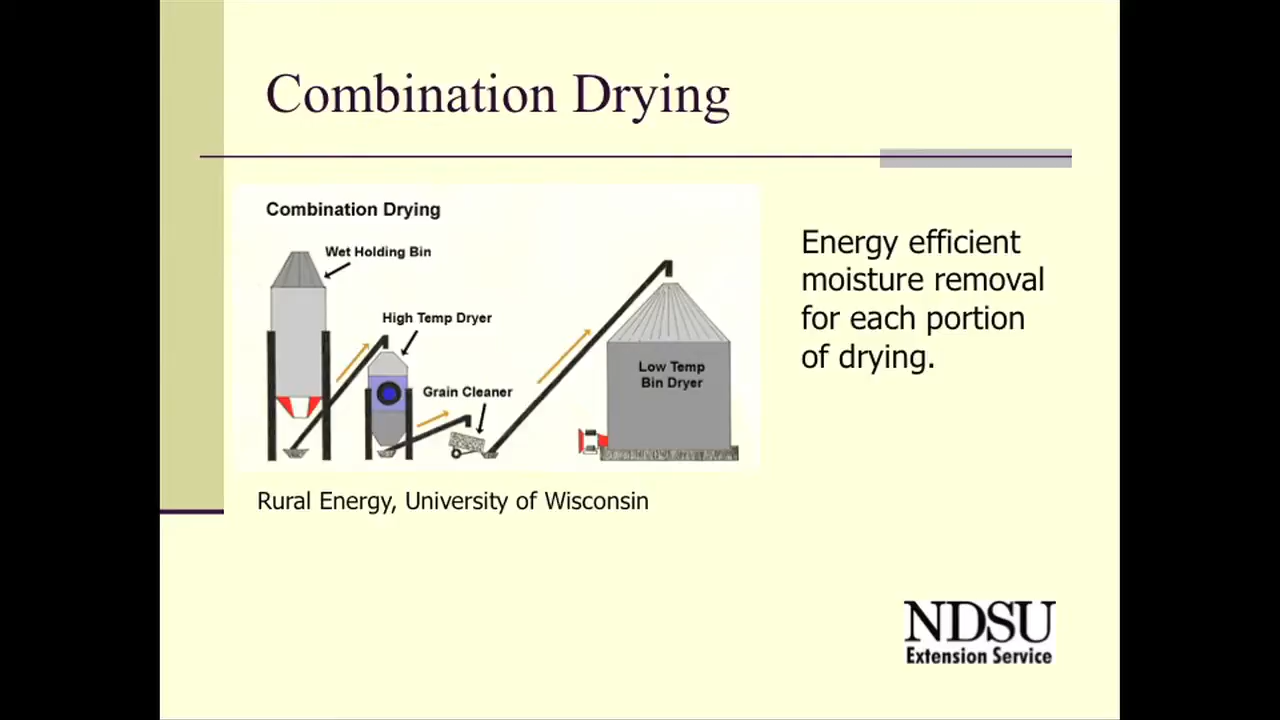 Combination Drying
Combination Drying
Wet Holding Bin
High Temp Dryer
Grain Cleaner
Low Temp
Bin Dryer
Energy efficient
moisture removal
for each portion
of drying.
Rural Energy, University of Wisconsin
NDSU
Extension Service